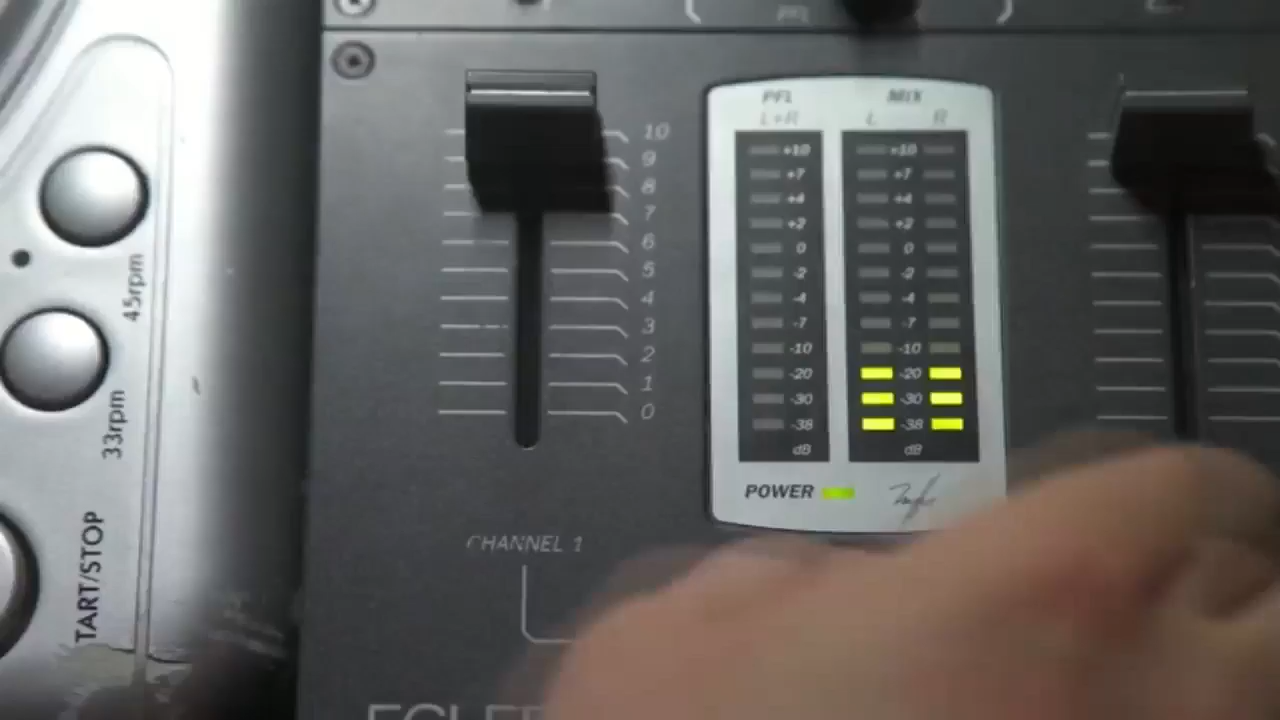 PFL
PFL MIX
L+R L R
+10 +10
+7 +7
+4 +4
+2 +2
0 0
-2 -2
-4 -4
-7 -7
-10 -10
-20 -20
-30 -30
-38 -38
dB dB
POWER
10
9
8
7
6
5
4
3
2
1
0
CHANNEL 1
45rpm
33rpm
TART/STOP